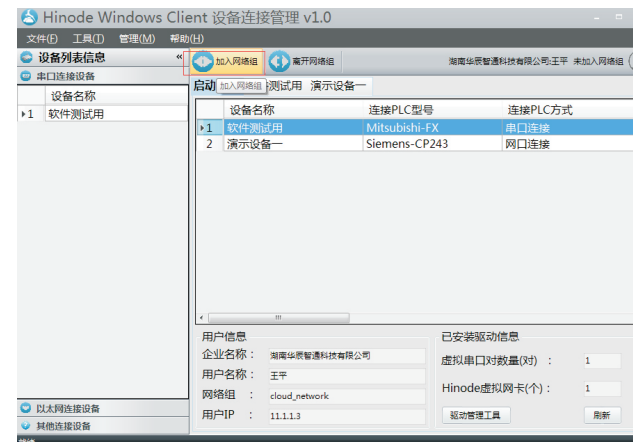 Hinode Windows Client 设备连接管理 v1.0
文件(F) 工具(T) 管理(M) 帮助(H)
设备列表信息 «
加入网络组 离开网络组 湖南华辰智通科技有限公司:王平 未加入网络组
串口连接设备
启动 加入网络组 测试用 演示设备一
设备名称
1 软件测试用
设备名称 连接PLC型号 连接PLC方式
1 软件测试用 Mitsubishi-FX 串口连接
2 演示设备一 Siemens-CP243 网口连接
用户信息
企业名称： 湖南华辰智通科技有限公司
用户名称： 王平
网络组 ： cloud_network
用户IP ： 11.1.1.3
已安装驱动信息
虚拟串口对数量(对) ： 1
Hinode虚拟网卡(个)： 1
驱动管理工具 刷新
以太网连接设备
其他连接设备